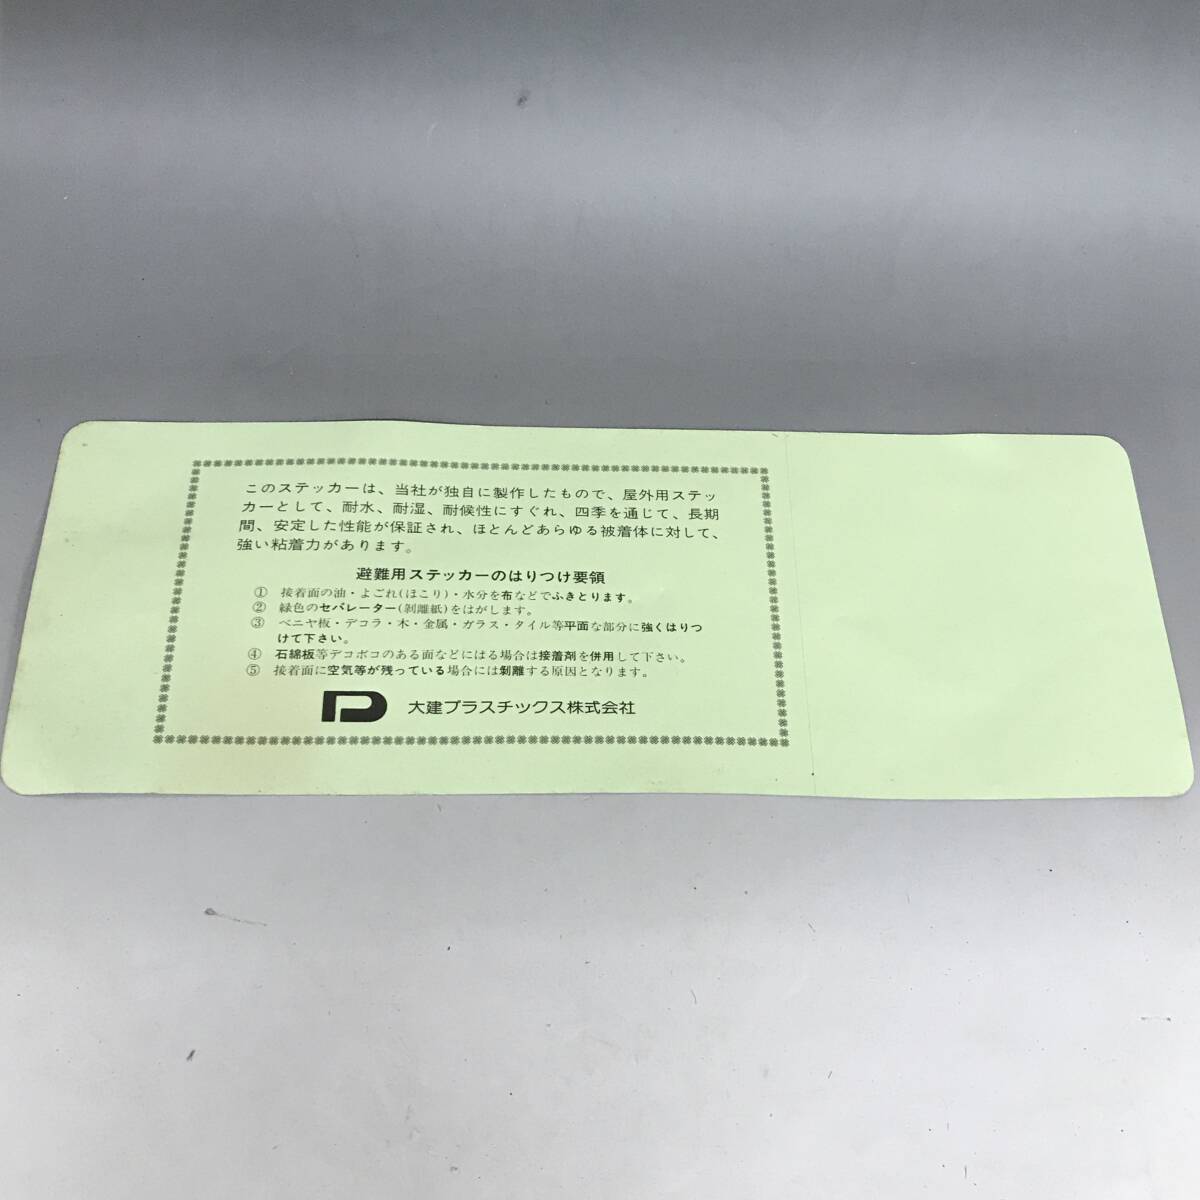 このステッカーは、当社が独自に製作したもので、屋外用ステッ
カーとして、耐水、耐湿、耐候性にすぐれ、四季を通じて、長期
間、安定した性能が保証され、ほとんどあらゆる被着体に対して、
強い粘着力があります。
避難用ステッカーのはりつけ要領
① 接着面の油・よごれ(ほこり)・水分を布などでふきとります。
② 緑色のセパレーター(剝離紙)をはがします。
③ ベニヤ板・デコラ・木・金属・ガラス・タイル等平面な部分に強くはりつ
けて下さい。
④ 石綿板等デコボコのある面などにはる場合は接着剤を併用して下さい。
⑤ 接着面に空気等が残っている場合には剝離する原因となります。
大建プラスチックス株式会社